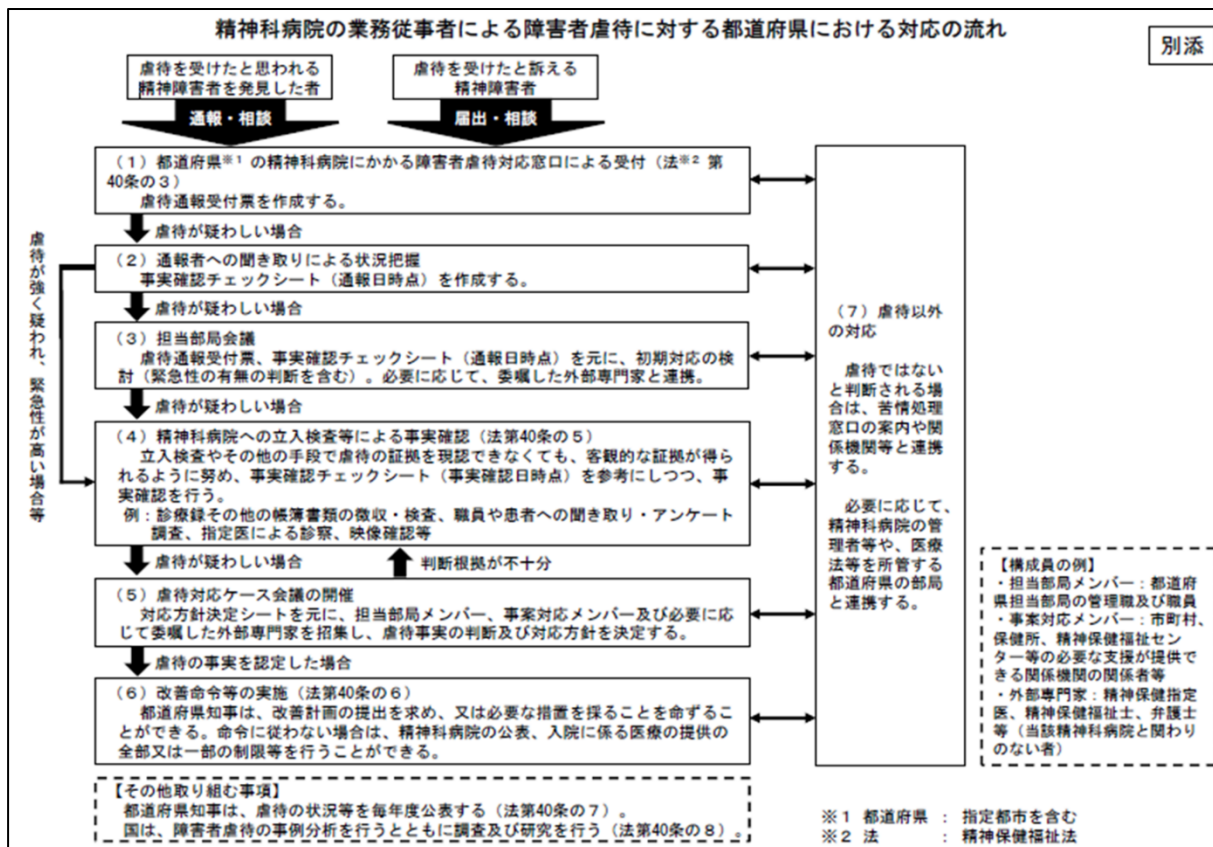 精神科病院の業務従事者による障害者虐待に対する都道府県における対応の流れ
別添
虐待を受けたと思われる
精神障害者を発見した者
虐待を受けたと訴える
精神障害者
通報・相談
届出・相談
（1）都道府県※1 の精神科病院にかかる障害者虐待対応窓口による受付（法※2 第
40条の3）
虐待通報受付票を作成する。
虐待が疑わしい場合
（2）通報者への聞き取りによる状況把握
事実確認チェックシート（通報日時点）を作成する。
虐待が疑わしい場合
（3）担当部局会議
虐待通報受付票、事実確認チェックシート（通報日時点）を元に、初期対応の検
討（緊急性の有無の判断を含む）。必要に応じて、委嘱した外部専門家と連携。
虐待が疑わしい場合
（4）精神科病院への立入検査等による事実確認（法第40条の5）
立入検査やその他の手段で虐待の証拠を現認できなくても、客観的な証拠が得ら
れるように努め、事実確認チェックシート（事実確認日時点）を参考にしつつ、事
実確認を行う。
例：診療録その他の帳簿書類の徴収・検査、職員や患者への聞き取り・アンケート
調査、指定医による診察、映像確認等
虐待が疑わしい場合
判断根拠が不十分
（5）虐待対応ケース会議の開催
対応方針決定シートを元に、担当部局メンバー、事案対応メンバー及び必要に応
じて委嘱した外部専門家を招集し、虐待事実の判断及び対応方針を決定する。
虐待の事実を認定した場合
（6）改善命令等の実施（法第40条の6）
都道府県知事は、改善計画の提出を求め、又は必要な措置を採ることを命ずるこ
とができる。命令に従わない場合は、精神科病院の公表、入院に係る医療の提供の
全部又は一部の制限等を行うことができる。
虐待が強く疑われ、緊急性が高い場合等
（7）虐待以外
の対応
虐待ではない
と判断される場
合は、苦情処理
窓口の案内や関
係機関等と連携
する。
必要に応じて、
精神科病院の管
理者等や、医療
法等を所管する
都道府県の部局
と連携する。
【構成員の例】
・担当部局メンバー：都道府
県担当部局の管理職及び職員
・事案対応メンバー：市町村、
保健所、精神保健福祉セン
ター等の必要な支援が提供で
きる関係機関の関係者等
・外部専門家：精神保健指定
医、精神保健福祉士、弁護士
等（当該精神科病院と関わり
のない者）
【その他取り組む事項】
都道府県知事は、虐待の状況等を毎年度公表する（法第40条の7）。
国は、障害者虐待の事例分析を行うとともに調査及び研究を行う（法第40条の8）。
※1 都道府県 ： 指定都市を含む
※2 法 ： 精神保健福祉法